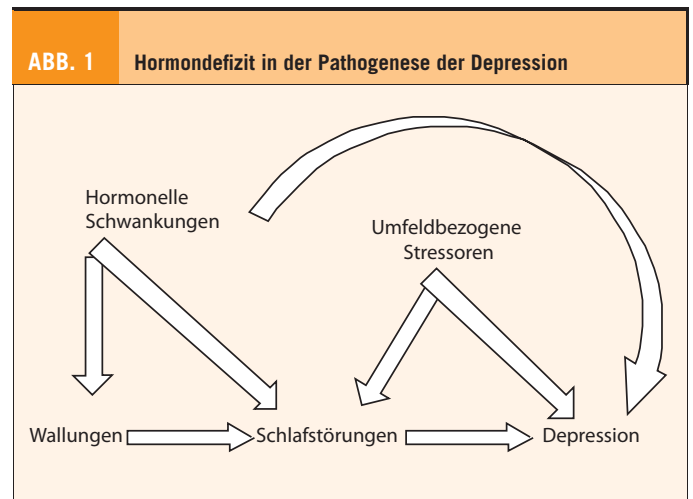 ABB. 1 Hormondefizit in der Pathogenese der Depression
Hormonelle
Schwankungen
Umfeldbezogene
Stressoren
Wallungen Schlafstörungen Depression